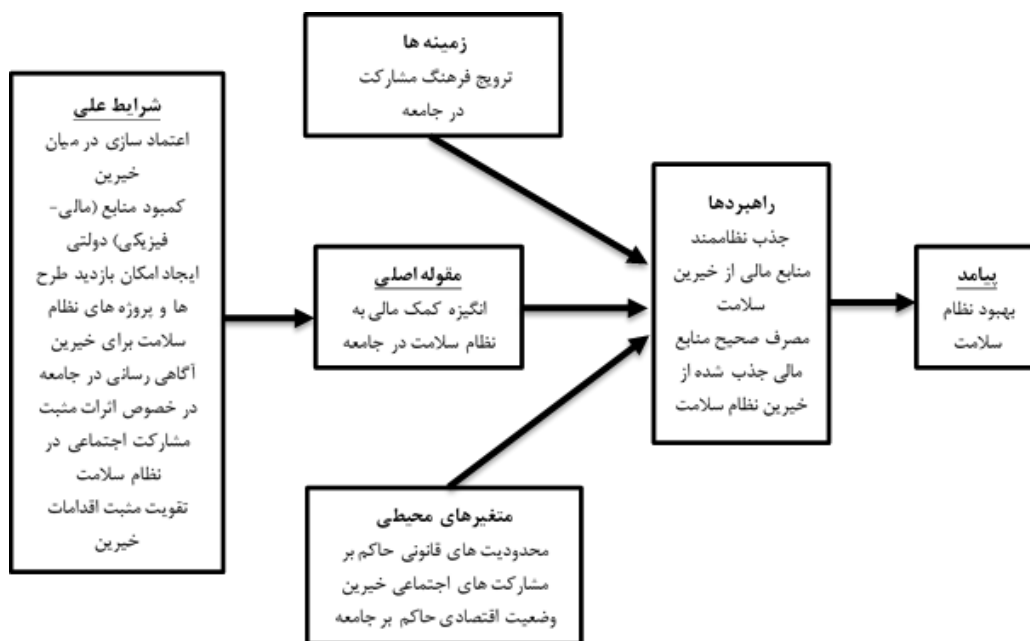 زمینه ها
ترویج فرهنگ مشارکت
در جامعه
شرایط علی
اعتماد سازی در میان
خیرین
کمبود منابع (مالی-
فیزیکی) دولتی
ایجاد امکان بازدید طرح
ها و پروژه های نظام
سلامت برای خیرین
آگاهی رسانی در جامعه
در خصوص اثرات مثبت
مشارکت اجتماعی در
نظام سلامت
تقویت مثبت اقدامات
خیرین
مقوله اصلی
انگیزه کمک مالی به
نظام سلامت در جامعه
متغیرهای محیطی
محدودیت های قانونی حاکم بر
مشارکت های اجتماعی خیرین
وضعیت اقتصادی حاکم بر جامعه
راهبردها
جذب نظاممند
منابع مالی از خیرین
سلامت
مصرف صحیح منابع
مالی جذب شده از
خیرین نظام سلامت
پیامد
بهبود نظام
سلامت